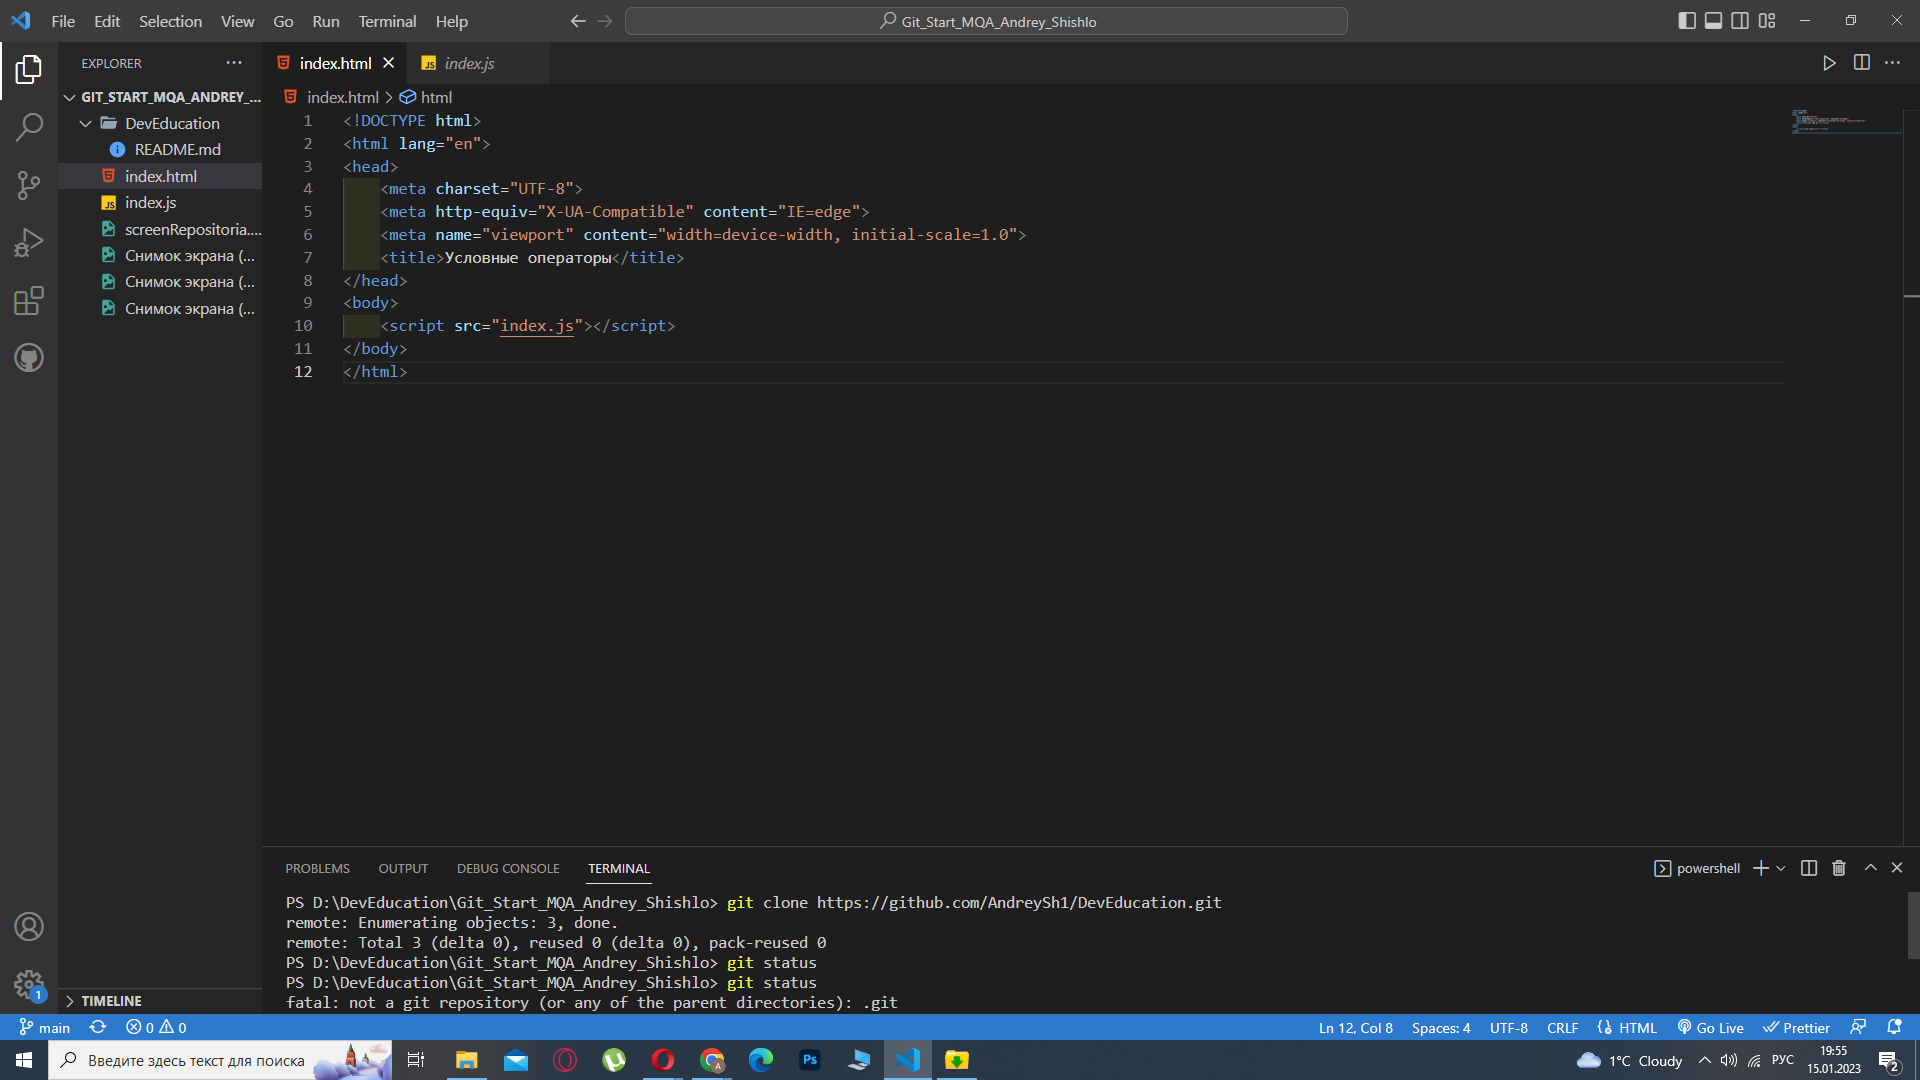 File Edit Selection View Go Run Terminal Help
Git_Start_MQA_Andrey_Shishlo
EXPLORER
GIT_START_MQA_ANDREY_...
DevEducation
README.md
index.html
index.js
screenRepositoria....
Снимок экрана (...
Снимок экрана (...
Снимок экрана (...
TIMELINE
index.html
JS index.js
index.html > html
1 <!DOCTYPE html>
2 <html lang="en">
3 <head>
4 <meta charset="UTF-8">
5 <meta http-equiv="X-UA-Compatible" content="IE=edge">
6 <meta name="viewport" content="width=device-width, initial-scale=1.0">
7 <title>Условные операторы</title>
8 </head>
9 <body>
10 <script src="index.js"></script>
11 </body>
12 </html>
PROBLEMS OUTPUT DEBUG CONSOLE TERMINAL
powershell
PS D:\DevEducation\Git_Start_MQA_Andrey_Shishlo> git clone https://github.com/AndreySh1/DevEducation.git
remote: Enumerating objects: 3, done.
remote: Total 3 (delta 0), reused 0 (delta 0), pack-reused 0
PS D:\DevEducation\Git_Start_MQA_Andrey_Shishlo> git status
PS D:\DevEducation\Git_Start_MQA_Andrey_Shishlo> git status
fatal: not a git repository (or any of the parent directories): .git
1
main 0 0 Ln 12, Col 8 Spaces: 4 UTF-8 CRLF HTML Go Live Prettier
Введите здесь текст для поиска
Ps
A
1°C Cloudy
РУС
19:55
15.01.2023
2